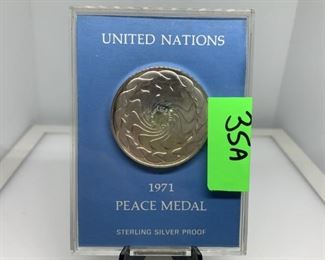 UNITED NATIONS
35A
1971
PEACE MEDAL
STERLING SILVER PROOF